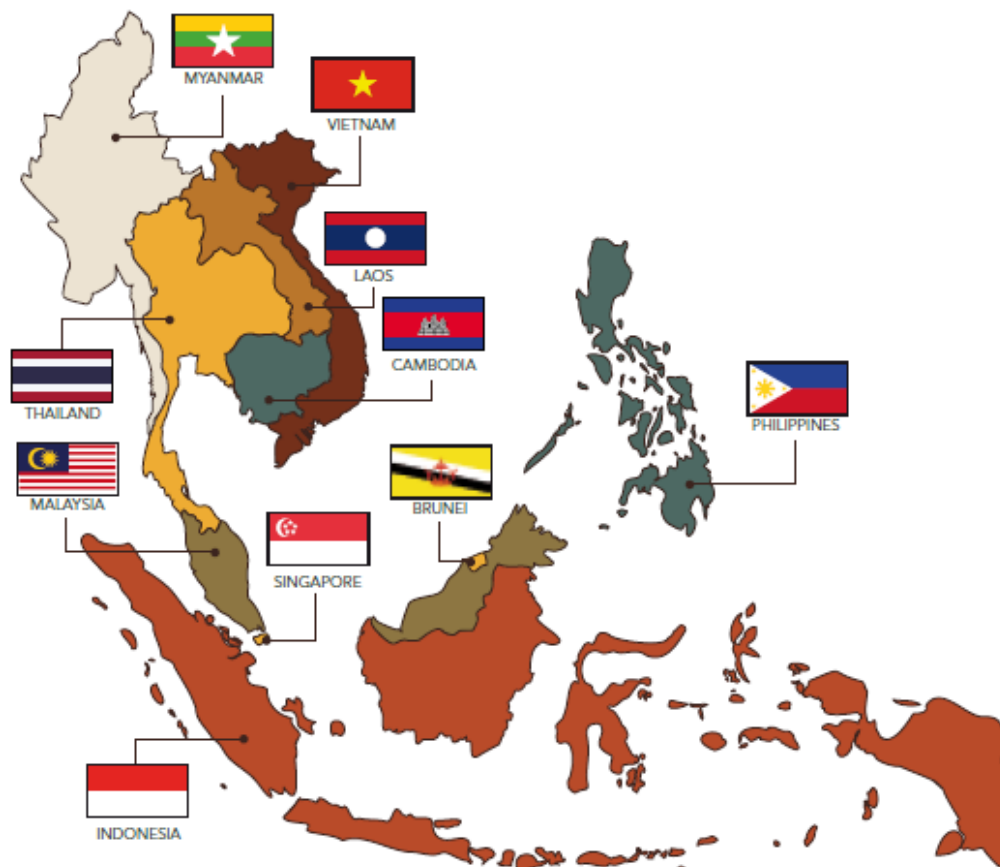 MYANMAR
VIETNAM
LAOS
CAMBODIA
THAILAND
PHILIPPINES
MALAYSIA
BRUNEI
SINGAPORE
INDONESIA